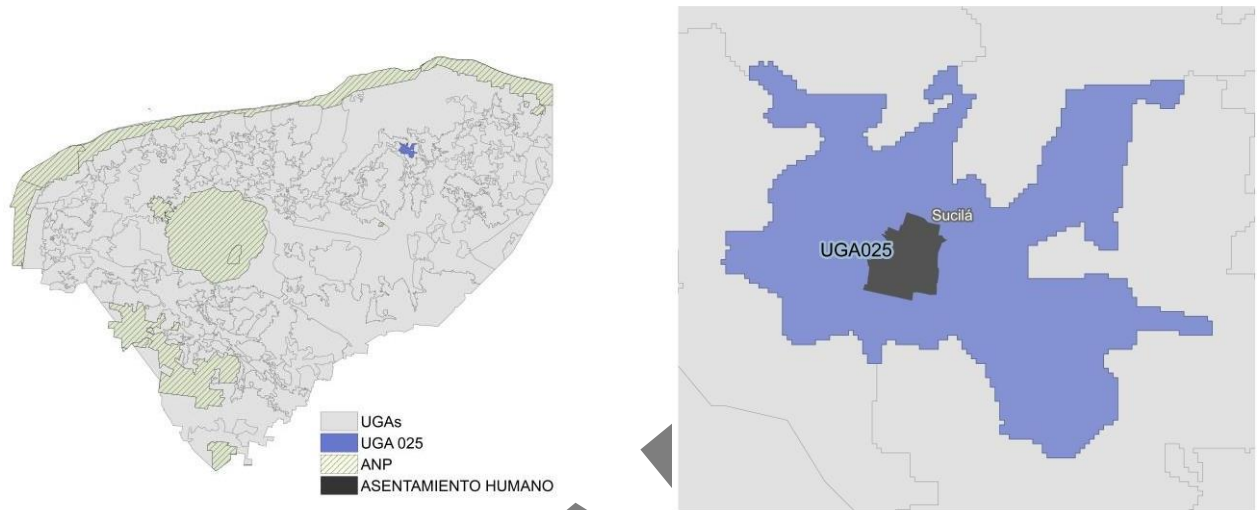 UGAs
UGA 025
ANP
ASENTAMIENTO HUMANO
Sucilá
UGA025